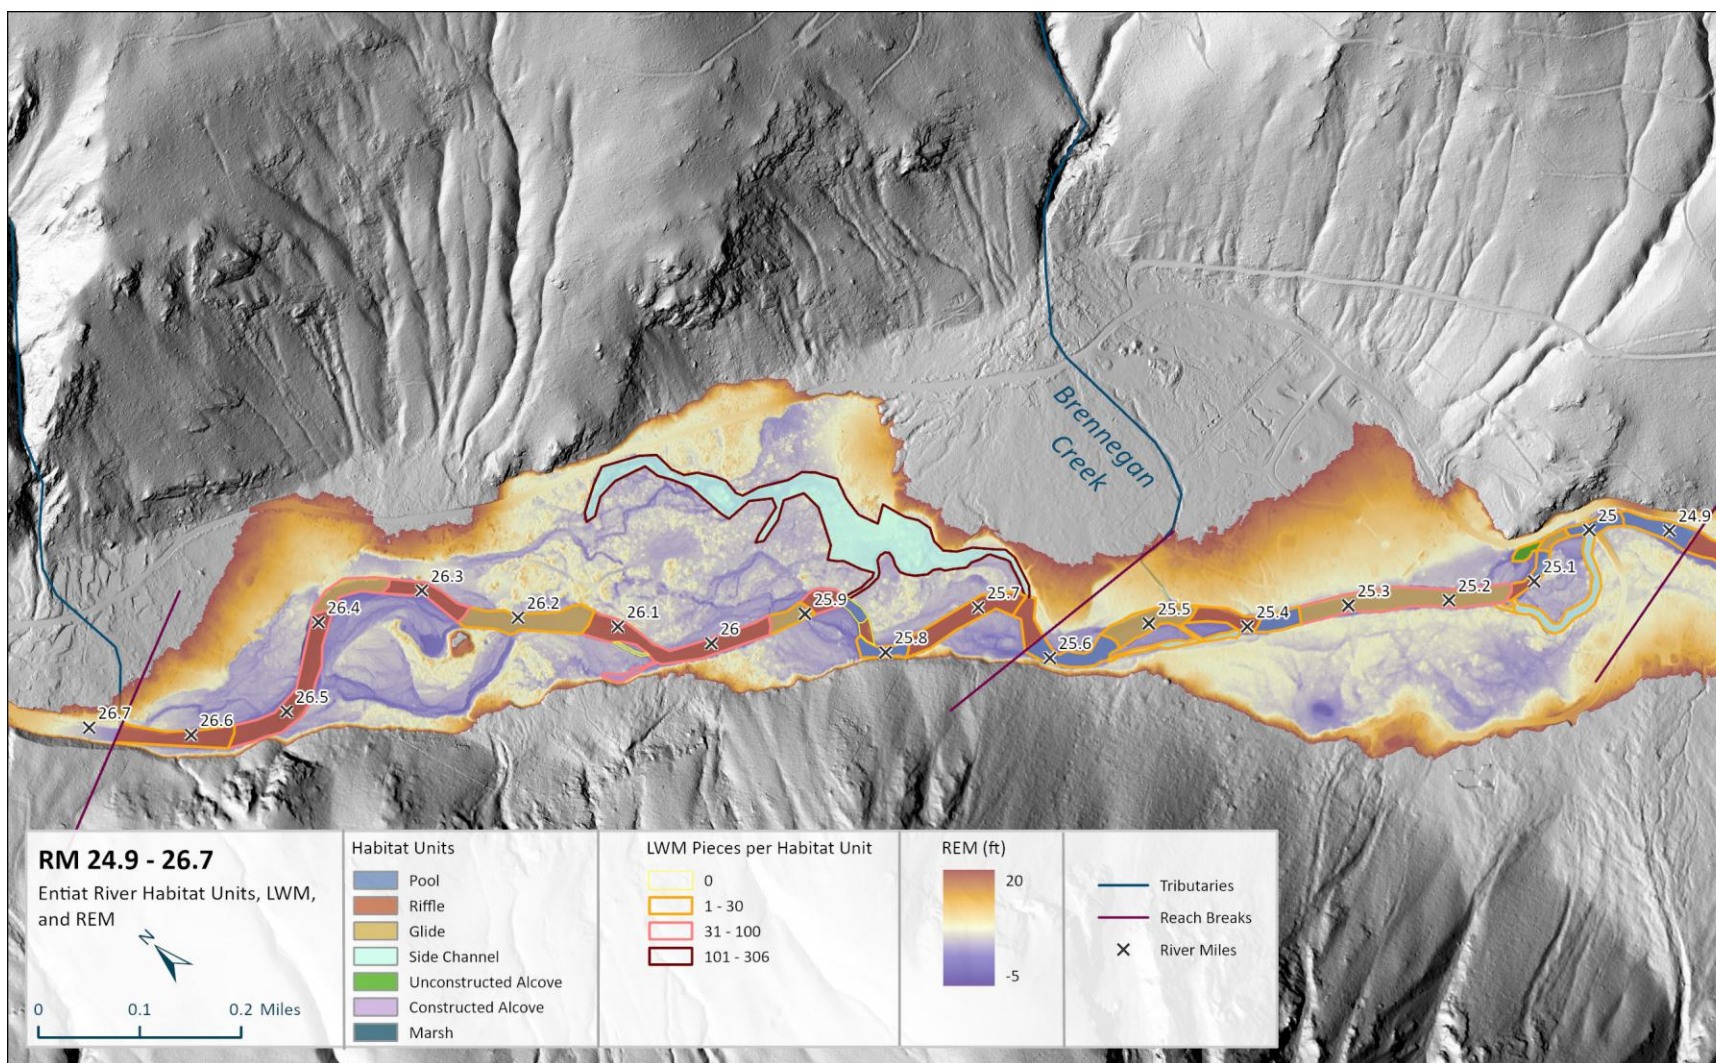 Brennegan
Creek
26.7
26.6
26.5
26.4
26.3
26.2
26.1
26
25.9
25.8
25.7
25.6
25.5
25.4
25.3
25.2
25.1
25
24.9
RM 24.9 - 26.7
Entiat River Habitat Units, LWM,
and REM
N
0 0.1 0.2 Miles
Habitat Units
Pool
Riffle
Glide
Side Channel
Unconstructed Alcove
Constructed Alcove
Marsh
LWM Pieces per Habitat Unit
0
1 - 30
31 - 100
101 - 306
REM (ft)
20
-5
Tributaries
Reach Breaks
River Miles